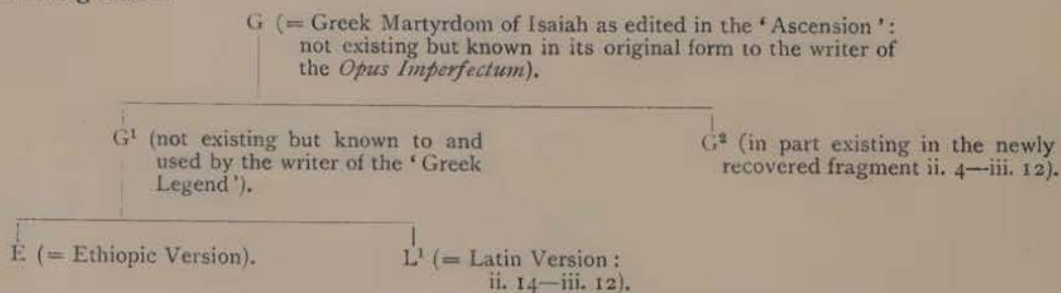 G (= Greek Martyrdom of Isaiah as edited in the ‘Ascension’:
not existing but known in its original form to the writer of
the Opus Imperfectum).
G¹ (not existing but known to and
used by the writer of the ‘Greek
Legend’).
G² (in part existing in the newly
recovered fragment ii. 4—iii. 12).
E (= Ethiopic Version).
L¹ (= Latin Version:
ii. 14—iii. 12).